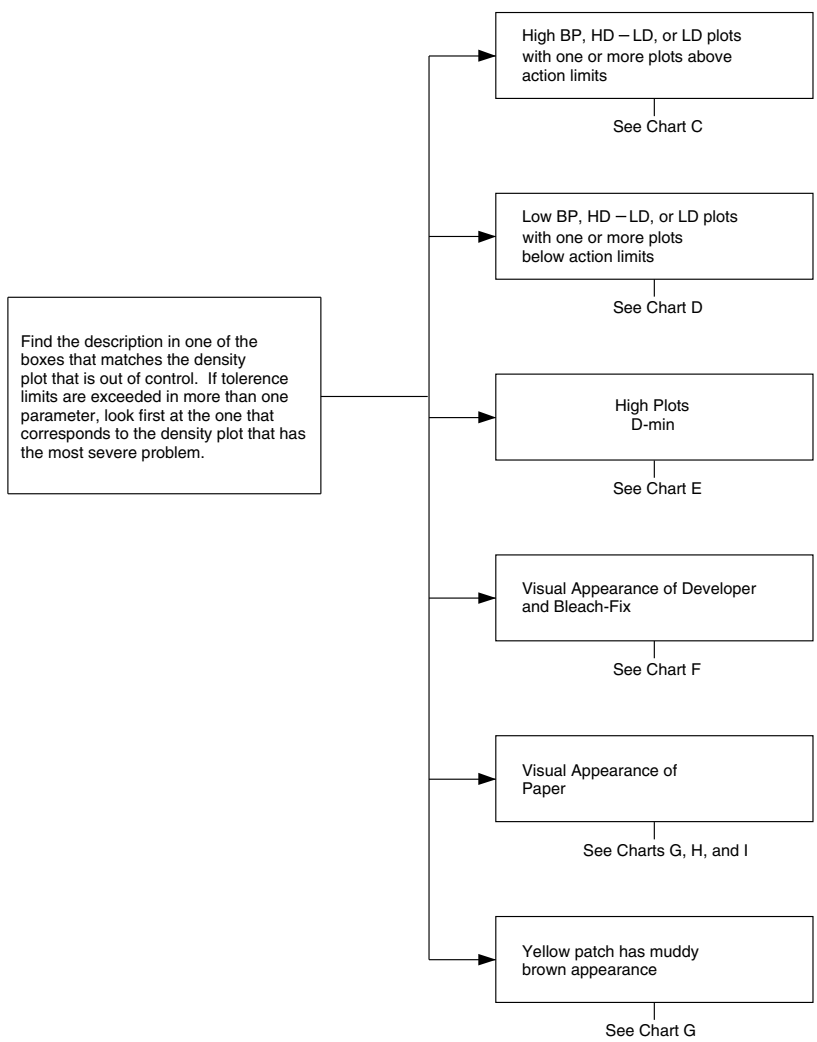 High BP, HD – LD, or LD plots
with one or more plots above
action limits
See Chart C
Low BP, HD – LD, or LD plots
with one or more plots
below action limits
See Chart D
Find the description in one of the
boxes that matches the density
plot that is out of control.  If tolerence
limits are exceeded in more than one
parameter, look first at the one that
corresponds to the density plot that has
the most severe problem.
High Plots
D-min
See Chart E
Visual Appearance of Developer
and Bleach-Fix
See Chart F
Visual Appearance of
Paper
See Charts G, H, and I
Yellow patch has muddy
brown appearance
See Chart G